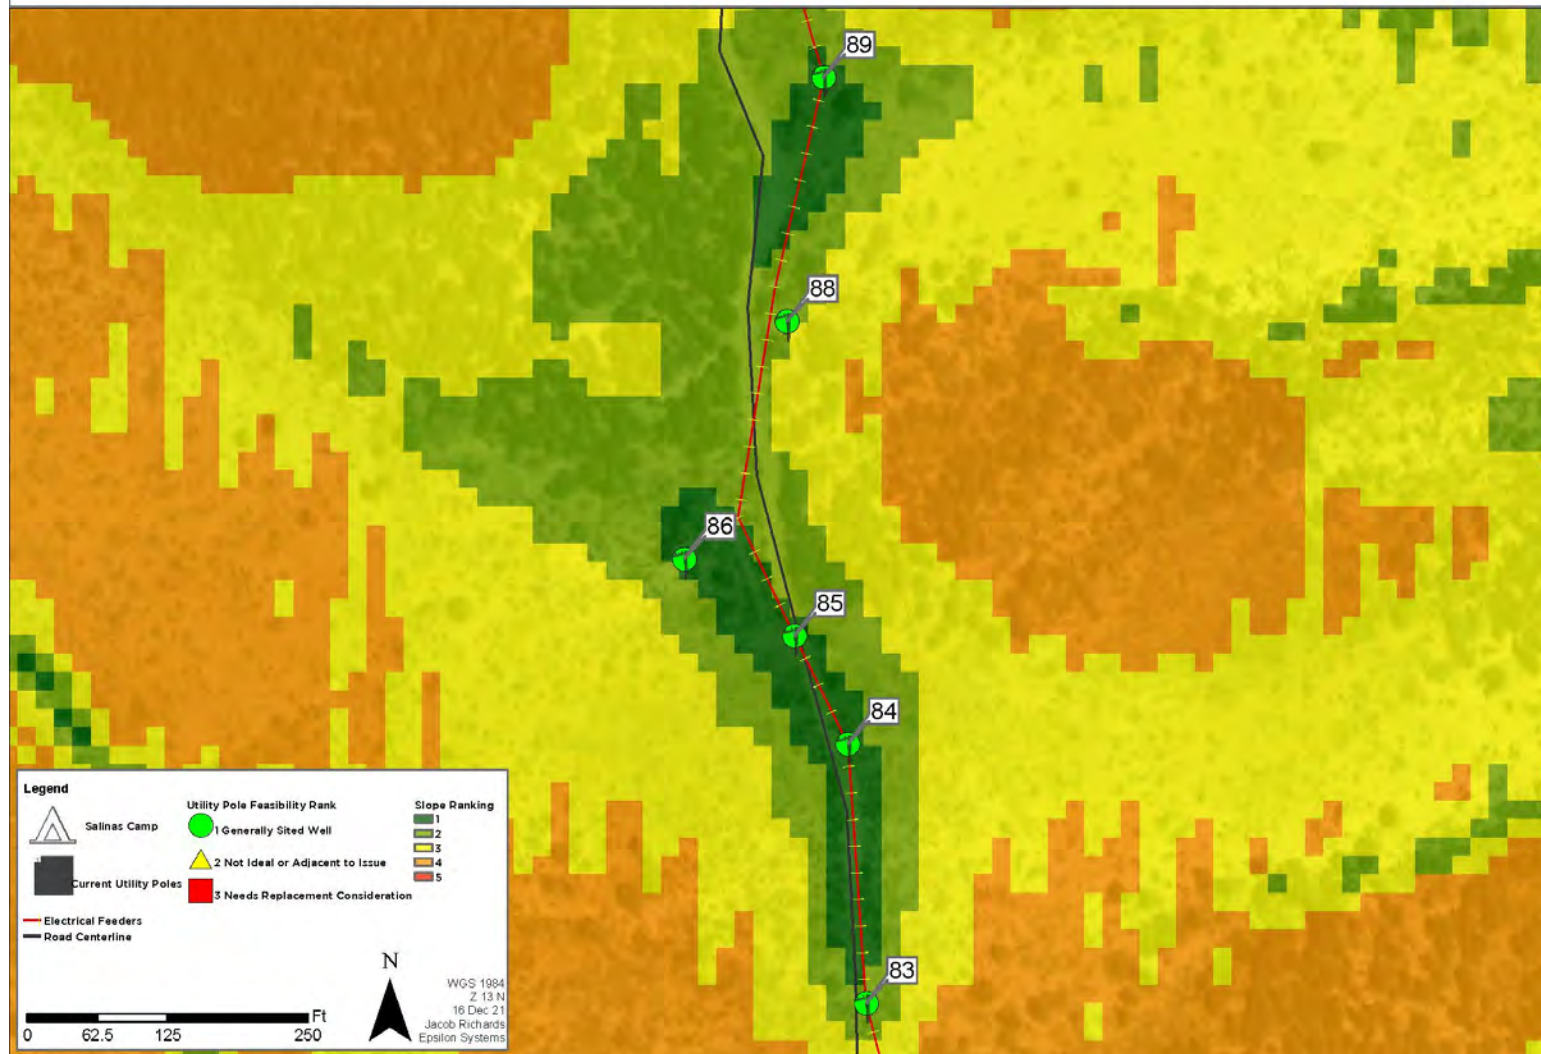 89
88
86
85
84
83
Legend
Salinas Camp
Current Utility Poles
Electrical Feeders
Road Centerline
Utility Pole Feasibility Rank
1 Generally Sited Well
2 Not Ideal or Adjacent to Issue
3 Needs Replacement Consideration
Slope Ranking
1
2
3
4
5
0 62.5 125 250 Ft
N
WGS 1984
Z 13 N
16 Dec 21
Jacob Richards
Epsilon Systems